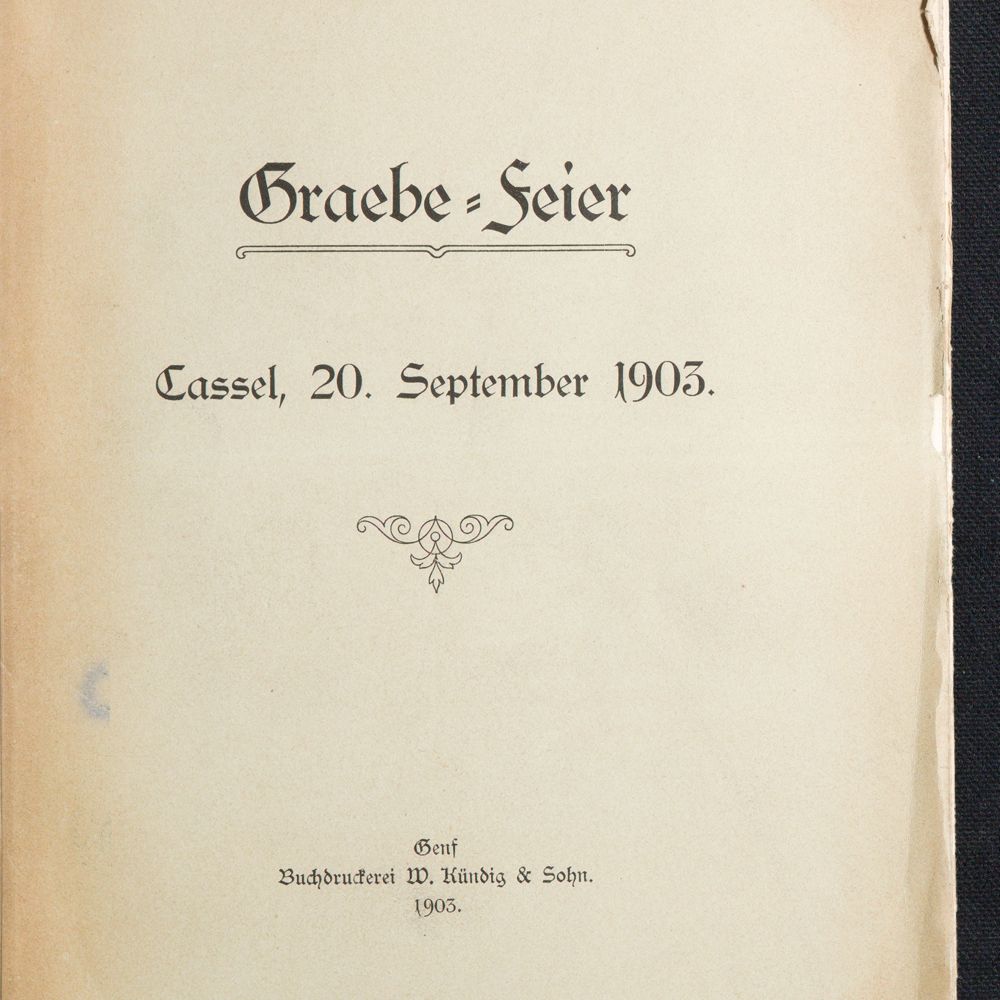 Graebe-Feier
Cassel, 20. September 1903.
Genf
Buchdruckerei W. Kündig & Sohn.
1903.